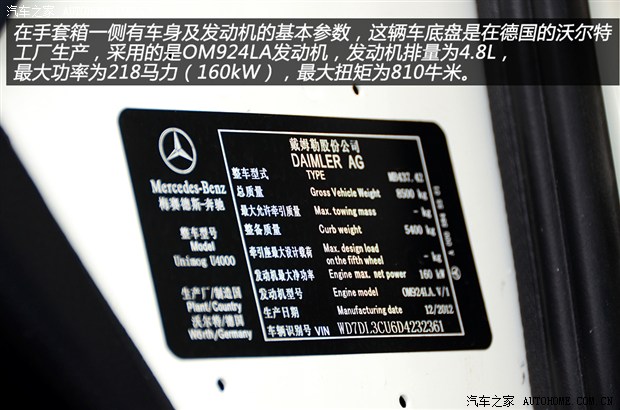 汽车之家
在手套箱一侧有车身及发动机的基本参数，这辆车底盘是在德国的沃尔特
工厂生产，采用的是OM924LA发动机，发动机排量为4.8L，
最大功率为218马力（160kW），最大扭矩为810牛米。
戴姆勒股份公司
DAIMLER AG
Mercedes-Benz
梅赛德斯-奔驰
整车型号
Model
Unimog U4000
生产厂/制造国
Plant/Country
沃尔特/德国
Wörth/Germany
整车型式 TYPE MB437.42
总质量 Gross Vehicle Weight 8500 kg
最大允许牵引质量 Max. towing mass - kg
整备质量 Curb weight 5400 kg
牵引座最大设计载荷 Max. design load
on the fifth wheel - kg
发动机最大净功率 Engine max. net power 160 kW
发动机型号 Engine model OM924LA.V/1
生产日期 Manufacturing date 12/2012
车辆识别号 VIN WD7DL3CU6D4232361
汽车之家 AUTOHOME.COM.CN